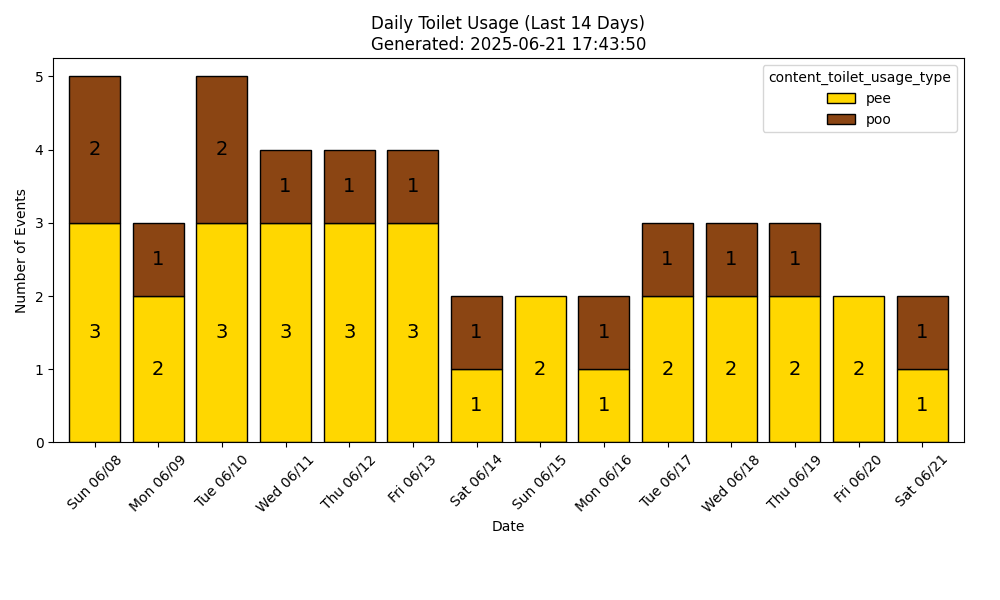 Daily Toilet Usage (Last 14 Days)
Generated: 2025-06-21 17:43:50
content_toilet_usage_type
pee
poo
Number of Events
5
4
3
2
1
0
2
2
1
1
1
1
1
1
1
1
1
1
3
2
3
3
3
3
1
2
1
2
2
2
2
1
Sun 06/08
Mon 06/09
Tue 06/10
Wed 06/11
Thu 06/12
Fri 06/13
Sat 06/14
Sun 06/15
Mon 06/16
Tue 06/17
Wed 06/18
Thu 06/19
Fri 06/20
Sat 06/21
Date